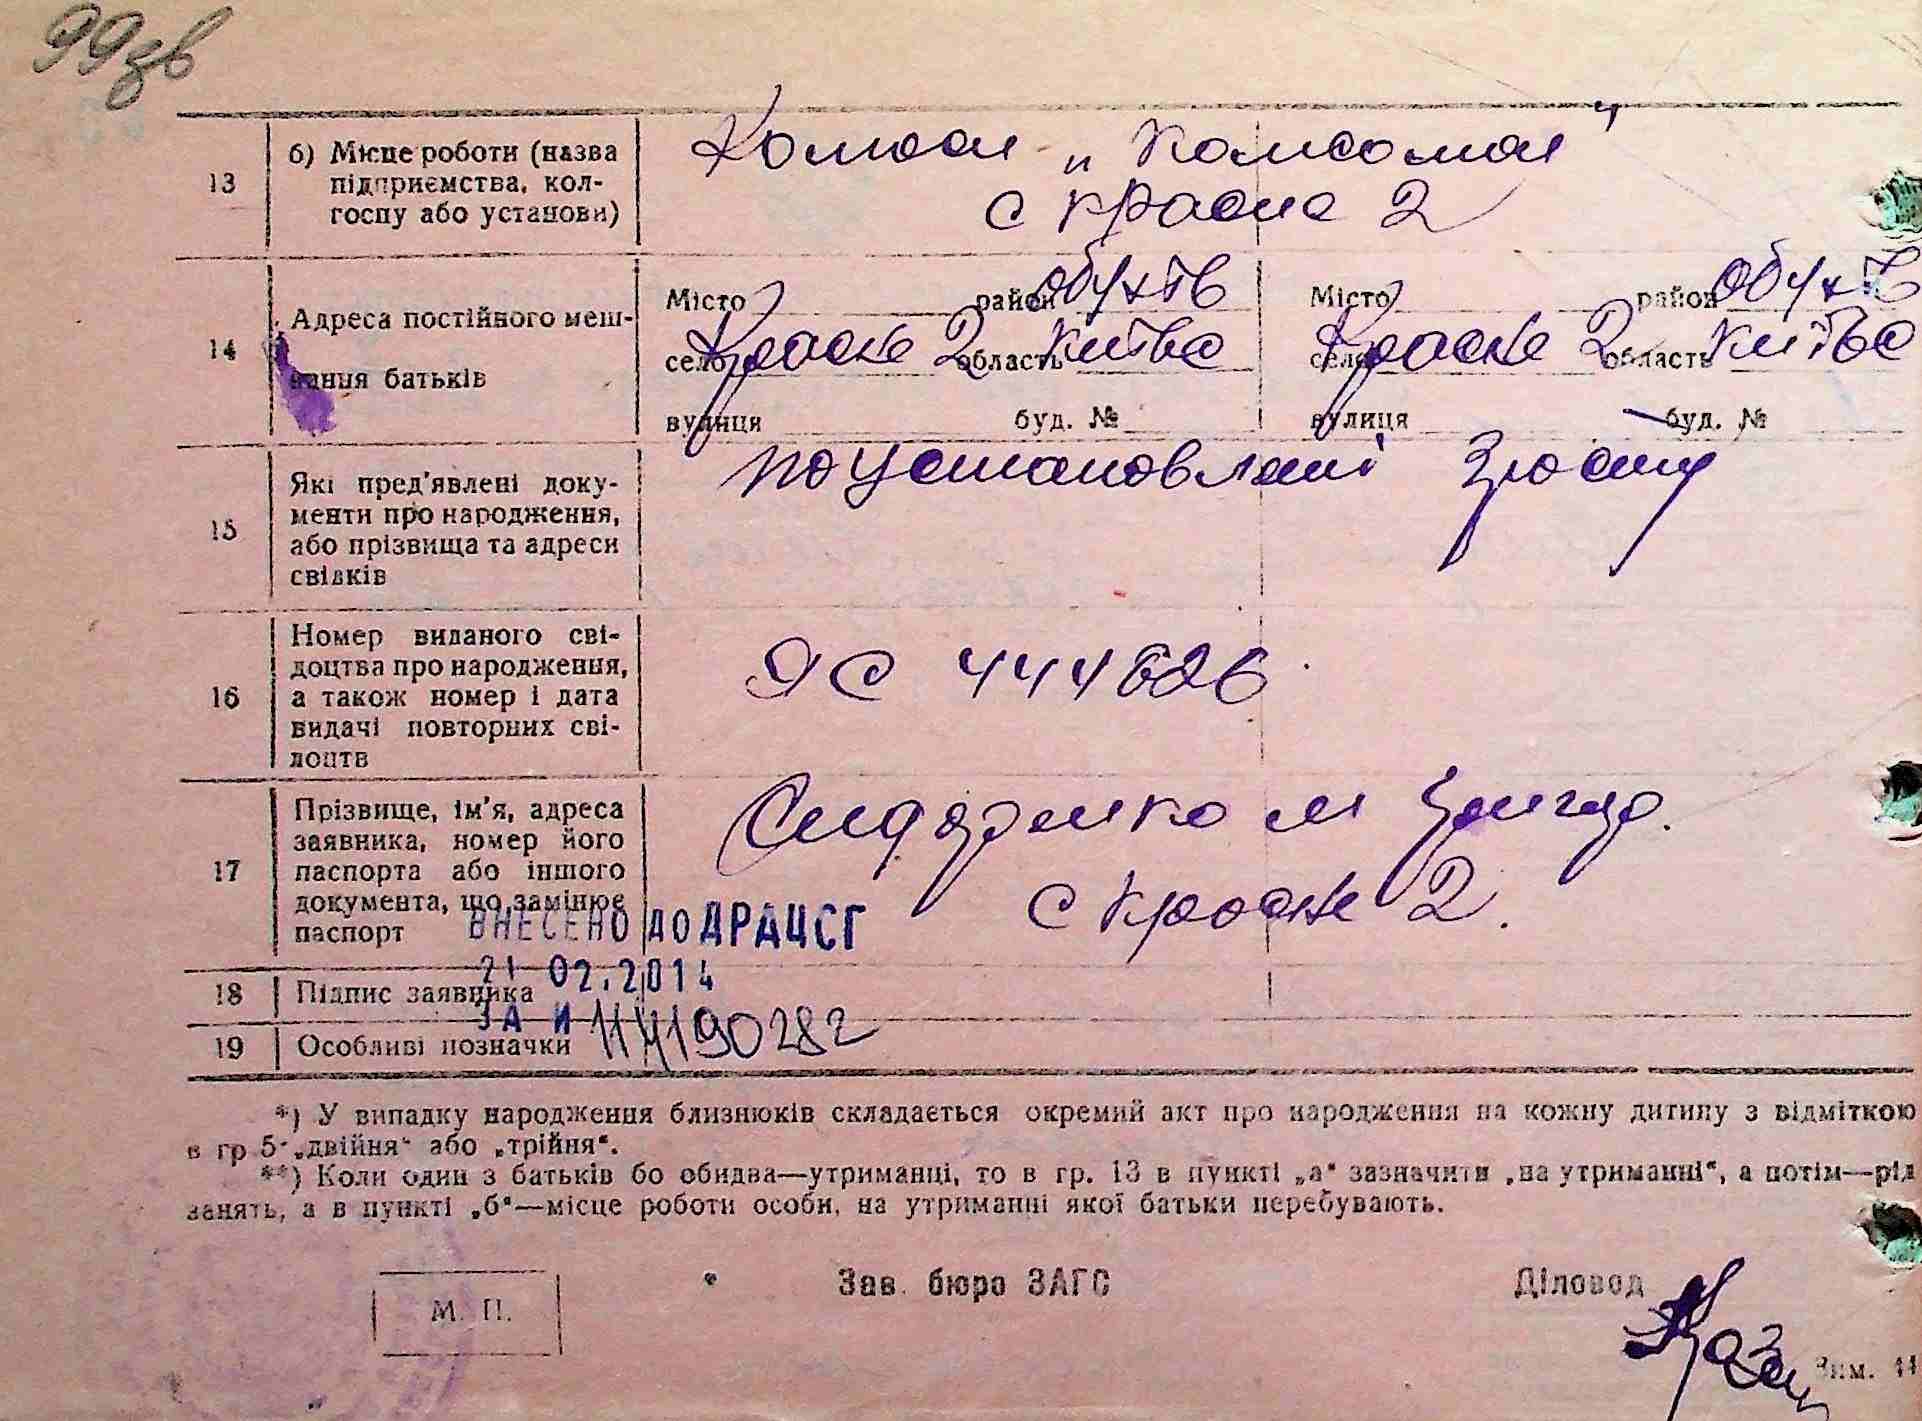 99зв
13
б) Місце роботи (назва
підприємства, кол-
госпу або установи)
Колгосп „Комсомол"
с Красне 2
14
Адреса постійного меш-
кання батьків
Місто район Обухів
село Красне 2 область Київс
вулиця буд. №
Місто район Обухів
село Красне 2 область Київс
вулиця буд. №
15
Які пред'явлені доку-
менти про народження,
або прізвища та адреси
свідків
по установлені
16
Номер виданого сві-
доцтва про народження,
а також номер і дата
видачі повторних сві-
доцтв
ЯС 444626
17
Прізвище, ім'я, адреса
заявника, номер його
паспорта або іншого
документа, що замінює
паспорт
Сидоренко м
с Красне 2.
ВНЕСЕНО ДО ДРАЦСГ
21 02.2014
ЗА И 114190282
18
Підпис заявника
19
Особливі позначки
*) У випадку народження близнюків складається окремий акт про народження на кожну дитину з відміткою
в гр 5 „двійня“ або „трійня“.
**) Коли один з батьків бо обидва—утриманці, то в гр. 13 в пункті „а“ зазначити „на утриманні“, а потім—рід
занять, а в пункті „б“—місце роботи особи, на утриманні якої батьки перебувають.
М. П.
Зав. бюро ЗАГС
Діловод
Зим. 44